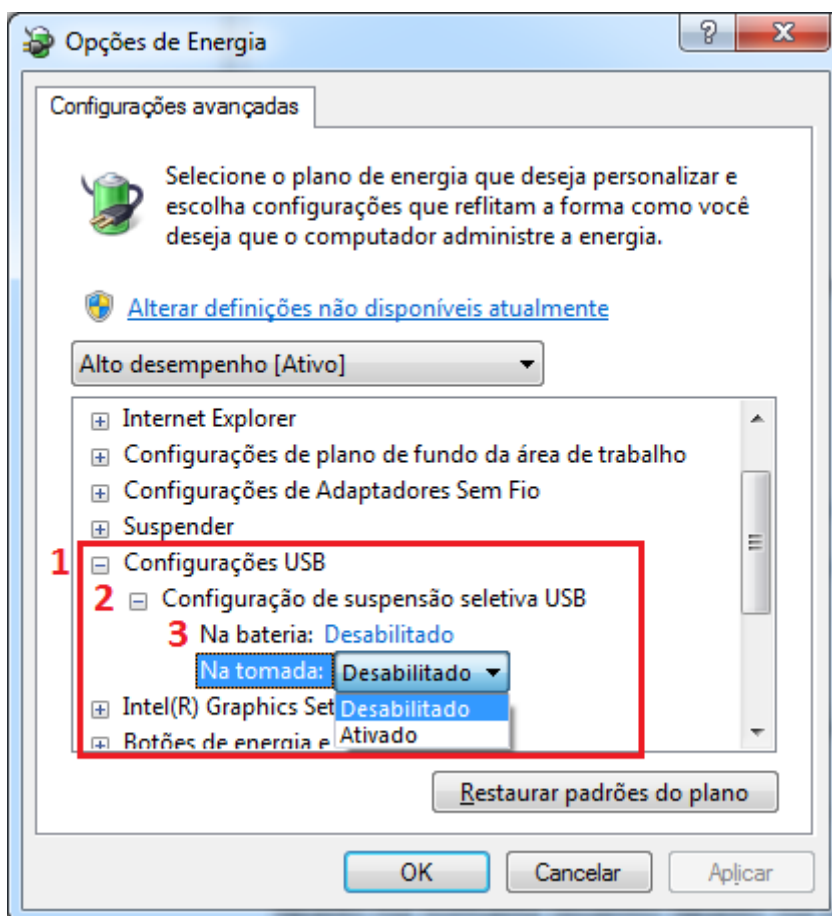 Opções de Energia
Configurações avançadas
Selecione o plano de energia que deseja personalizar e
escolha configurações que reflitam a forma como você
deseja que o computador administre a energia.
Alterar definições não disponíveis atualmente
Alto desempenho [Ativo]
Internet Explorer
Configurações de plano de fundo da área de trabalho
Configurações de Adaptadores Sem Fio
Suspender
1 Configurações USB
2 Configuração de suspensão seletiva USB
3 Na bateria: Desabilitado
Na tomada: Desabilitado
Intel(R) Graphics Set Desabilitado
Botões de energia e Ativado
Restaurar padrões do plano
OK Cancelar Aplicar